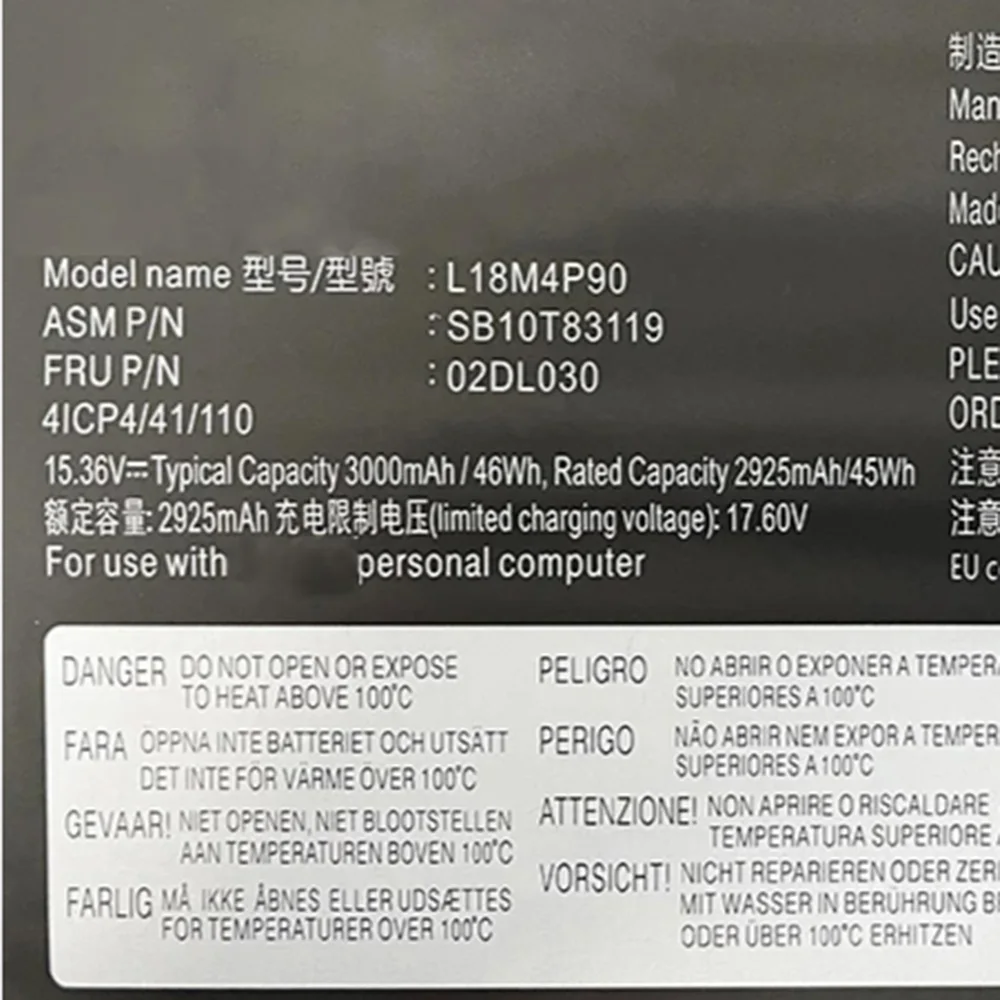 Model name 型号/型號 : L18M4P90
ASM P/N : SB10T83119
FRU P/N : 02DL030
4ICP4/41/110
15.36V⎓Typical Capacity 3000mAh / 46Wh, Rated Capacity 2925mAh/45Wh
额定容量: 2925mAh 充电限制电压(limited charging voltage): 17.60V
For use with personal computer
制造
Man
Rech
Made
CAU
Use
PLE
ORD
注意
注意
EU c
DANGER DO NOT OPEN OR EXPOSE
TO HEAT ABOVE 100°C
FARA ÖPPNA INTE BATTERIET OCH UTSÄTT
DET INTE FÖR VÄRME ÖVER 100°C
GEVAAR! NIET OPENEN, NIET BLOOTSTELLEN
AAN TEMPERATUREN BOVEN 100°C
FARLIG MÅ IKKE ÅBNES ELLER UDSÆTTES
FOR TEMPERATURER OVER 100°C
PELIGRO NO ABRIR O EXPONER A TEMPERA
SUPERIORES A 100°C
PERIGO NÃO ABRIR NEM EXPOR A TEMPER
SUPERIORES A 100°C
ATTENZIONE! NON APRIRE O RISCALDARE
TEMPERATURA SUPERIORE A
VORSICHT! NICHT REPARIEREN ODER ZERL
MIT WASSER IN BERÜHRUNG B
ODER ÜBER 100°C ERHITZEN